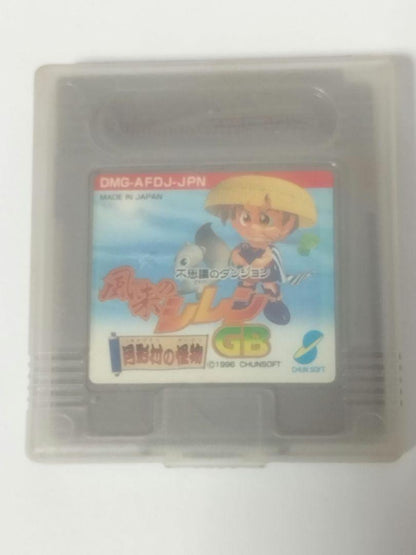 DMG-AFDJ-JPN
MADE IN JAPAN
不思議のダンジョン
風来のシレン
GB
月影村の怪物
©1996 CHUNSOFT
CHUN SOFT